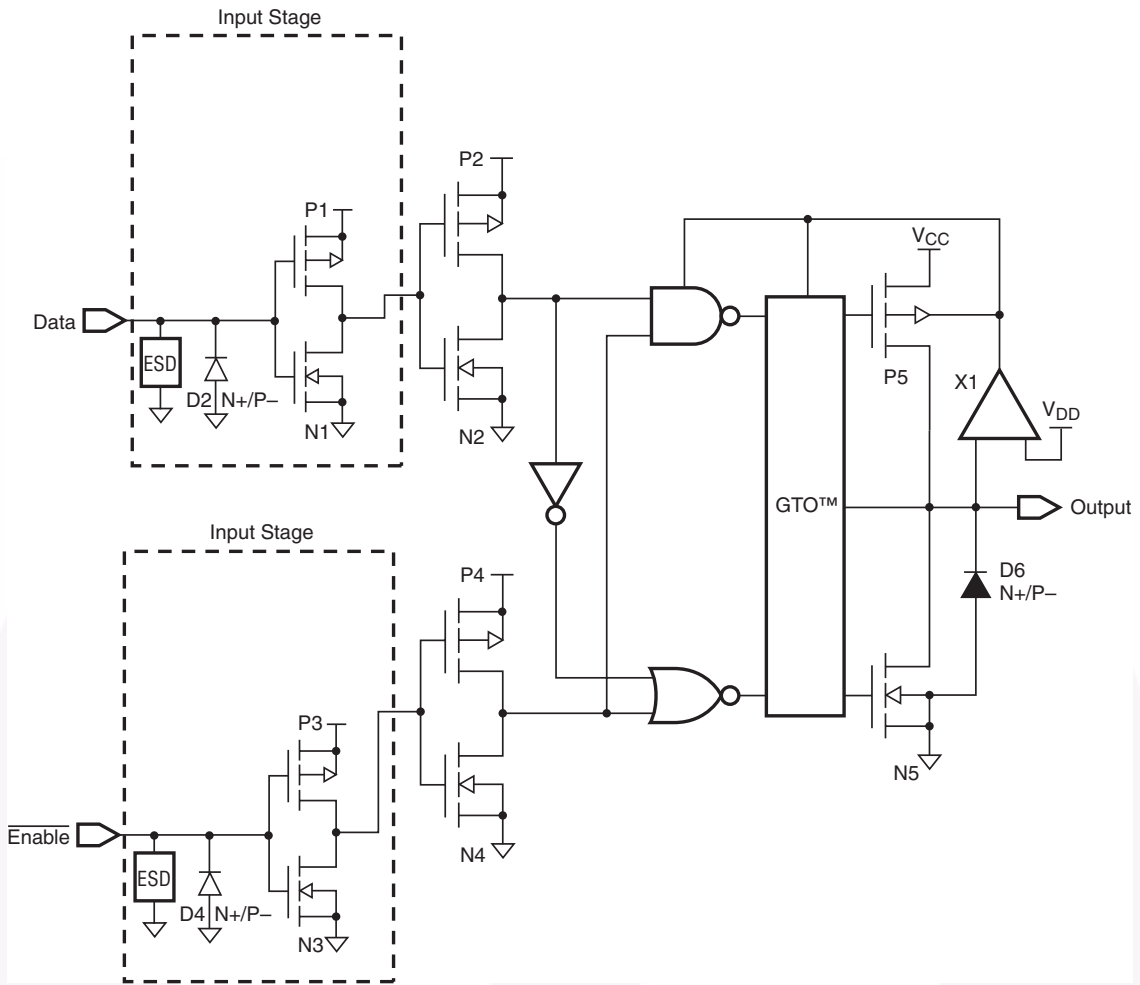 Input Stage
P2
P1
VCC
Data
ESD
D2 N+/P–
N1
N2
P5
X1
VDD
GTO™
Output
Input Stage
P4
D6
N+/P–
P3
N5
Enable
ESD
D4 N+/P–
N3
N4